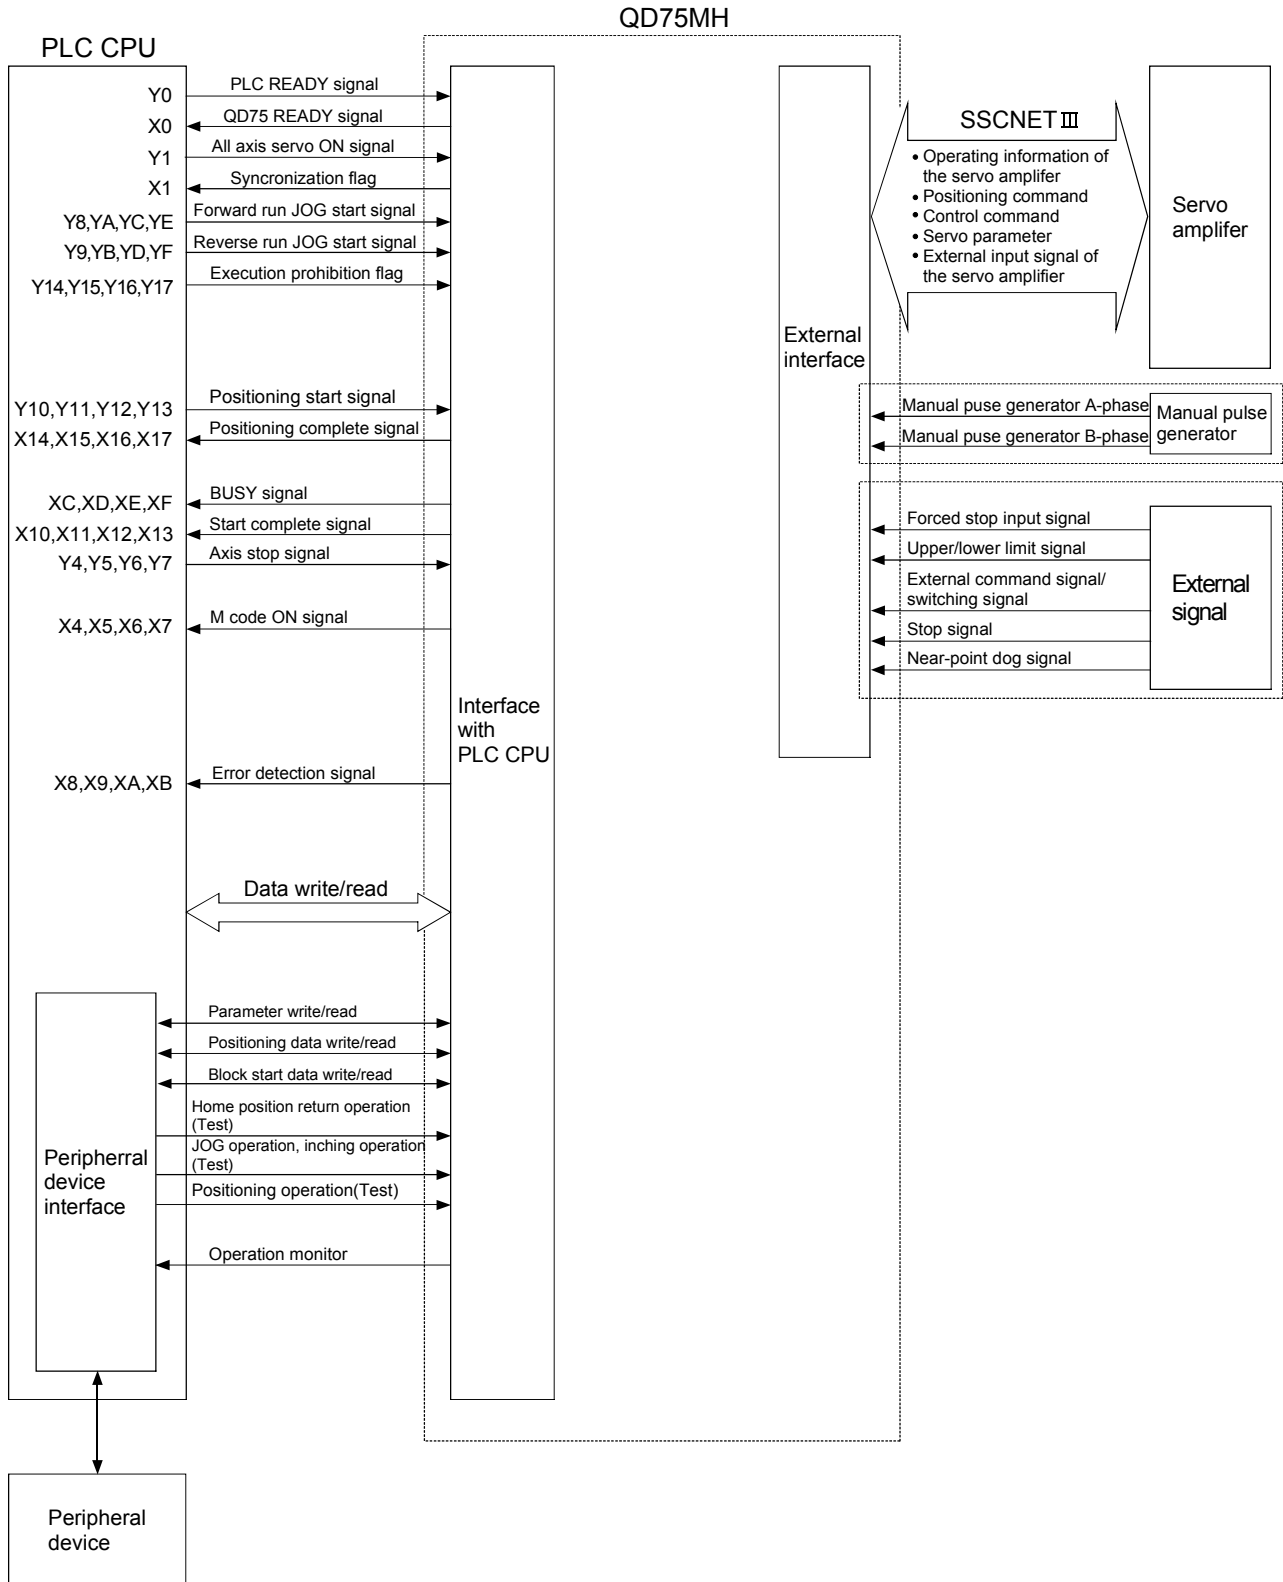 QD75MH
PLC CPU
Y0
PLC READY signal
X0
QD75 READY signal
Y1
All axis servo ON signal
X1
Syncronization flag
Y8,YA,YC,YE
Forward run JOG start signal
Y9,YB,YD,YF
Reverse run JOG start signal
Y14,Y15,Y16,Y17
Execution prohibition flag
Y10,Y11,Y12,Y13
Positioning start signal
X14,X15,X16,X17
Positioning complete signal
XC,XD,XE,XF
BUSY signal
X10,X11,X12,X13
Start complete signal
Y4,Y5,Y6,Y7
Axis stop signal
X4,X5,X6,X7
M code ON signal
X8,X9,XA,XB
Error detection signal
Data write/read
Interface
with
PLC CPU
Parameter write/read
Positioning data write/read
Block start data write/read
Home position return operation
(Test)
JOG operation, inching operation
(Test)
Positioning operation(Test)
Operation monitor
Peripherral
device
interface
Peripheral
device
External
interface
SSCNET III
• Operating information of
the servo amplifer
• Positioning command
• Control command
• Servo parameter
• External input signal of
the servo amplifier
Servo
amplifer
Manual puse generator A-phase
Manual puse generator B-phase
Manual pulse
generator
Forced stop input signal
Upper/lower limit signal
External command signal/
switching signal
Stop signal
Near-point dog signal
External
signal